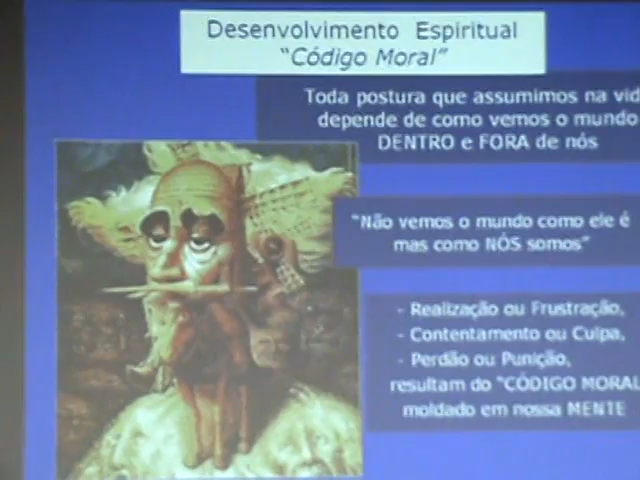 Desenvolvimento Espiritual
"Código Moral"
Toda postura que assumimos na vid
depende de como vemos o mundo
DENTRO e FORA de nós
"Não vemos o mundo como ele é
mas como NÓS somos"
- Realização ou Frustração,
- Contentamento ou Culpa,
- Perdão ou Punição,
resultam do "CÓDIGO MORAL
moldado em nossa MENTE